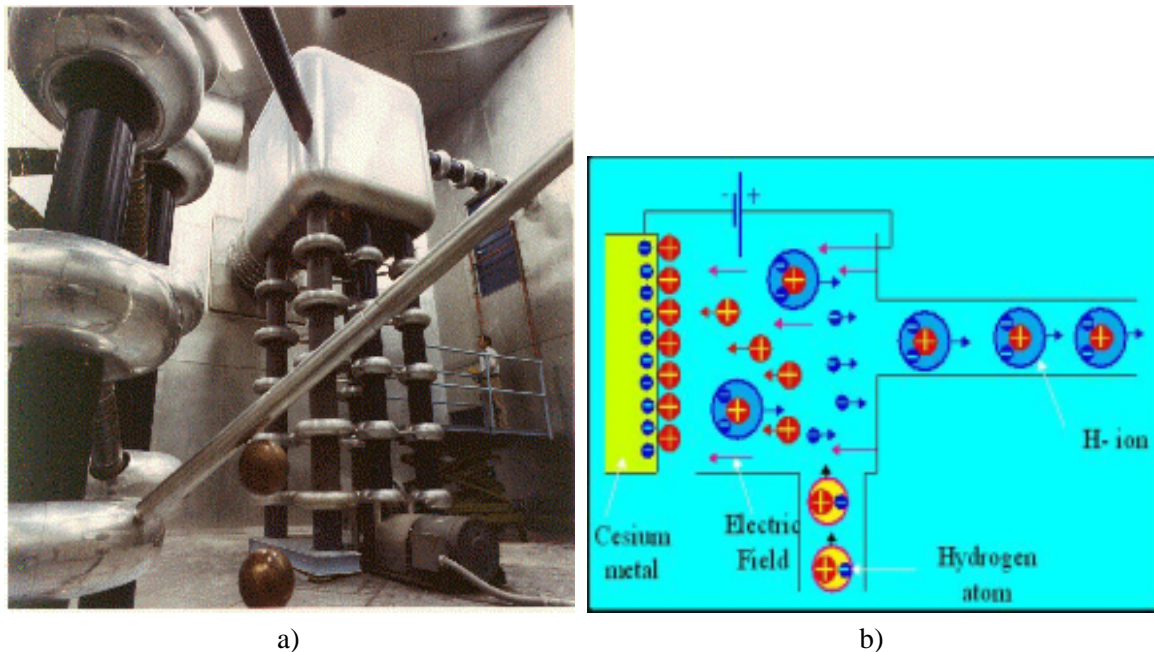 - +
H- ion
Cesium
metal
Electric
Field
Hydrogen
atom
a)
b)